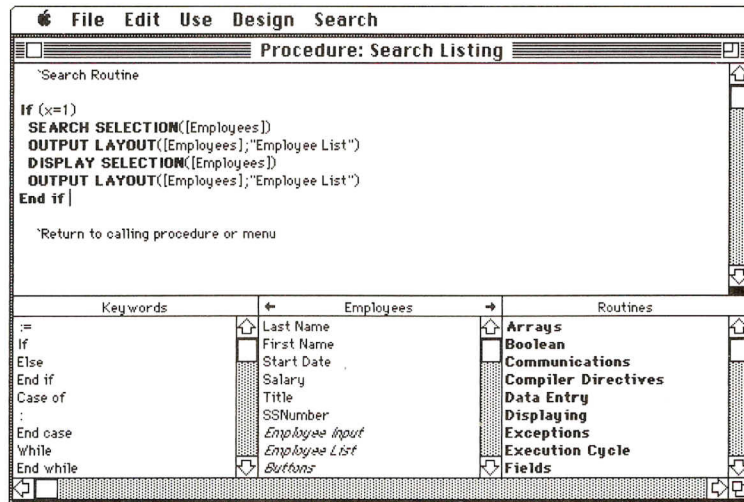 File Edit Use Design Search
Procedure: Search Listing
`Search Routine
If (x=1)
SEARCH SELECTION([Employees])
OUTPUT LAYOUT([Employees];"Employee List")
DISPLAY SELECTION([Employees])
OUTPUT LAYOUT([Employees];"Employee List")
End if
`Return to calling procedure or menu
Keywords
:=
If
Else
End if
Case of
:
End case
While
End while
Employees
Last Name
First Name
Start Date
Salary
Title
SSNumber
Employee Input
Employee List
Buttons
Routines
Arrays
Boolean
Communications
Compiler Directives
Data Entry
Displaying
Exceptions
Execution Cycle
Fields